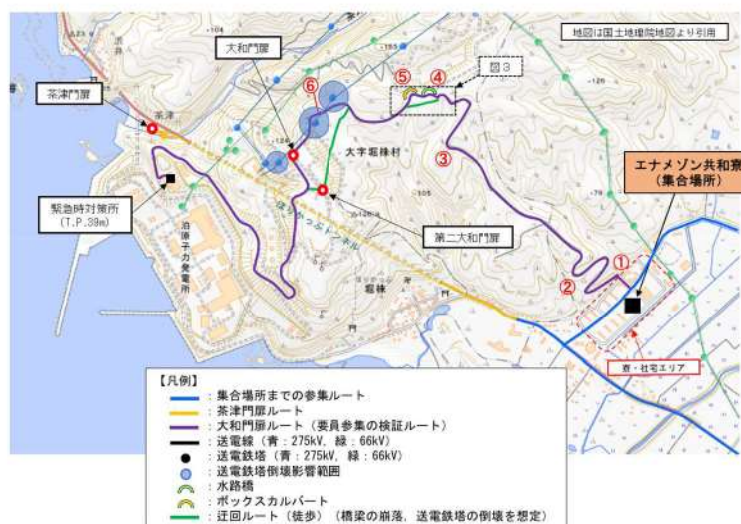 地図は国土地理院地図より引用
大和門扉
図3
茶津門扉
茶津
⑥
⑤
④
③
大字堀株村
エナメゾン共和寮
（集合場所）
緊急時対策所
（T.P.39m）
泊原子力発電所
ほりかっぷトンネル
第二大和門扉
堀株
①
②
寮・社宅エリア
【凡例】
：集合場所までの参集ルート
：茶津門扉ルート
：大和門扉ルート（要員参集の検証ルート）
：送電線（青：275kV，緑：66kV）
：送電鉄塔（青：275kV，緑：66kV）
：送電鉄塔倒壊影響範囲
：水路橋
：ボックスカルバート
：迂回ルート（徒歩）（橋梁の崩落、送電鉄塔の倒壊を想定）